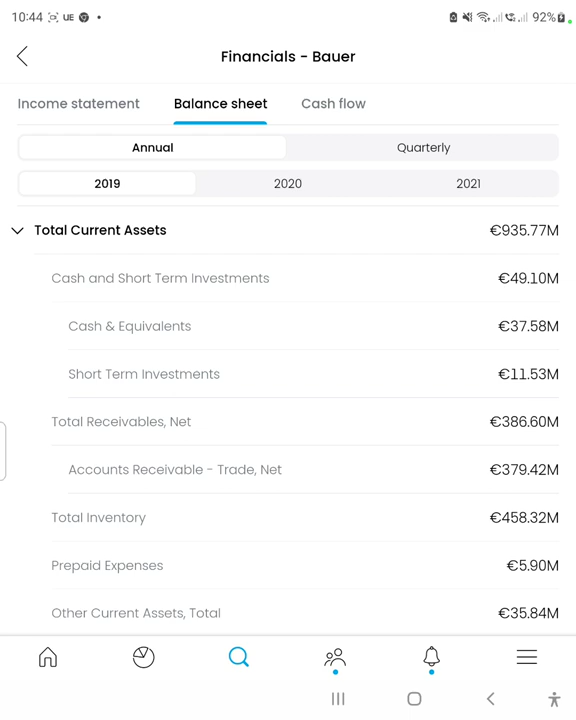 10:44 UE
92%
Financials - Bauer
Income statement Balance sheet Cash flow
Annual Quarterly
2019 2020 2021
Total Current Assets €935.77M
Cash and Short Term Investments €49.10M
Cash & Equivalents €37.58M
Short Term Investments €11.53M
Total Receivables, Net €386.60M
Accounts Receivable - Trade, Net €379.42M
Total Inventory €458.32M
Prepaid Expenses €5.90M
Other Current Assets, Total €35.84M